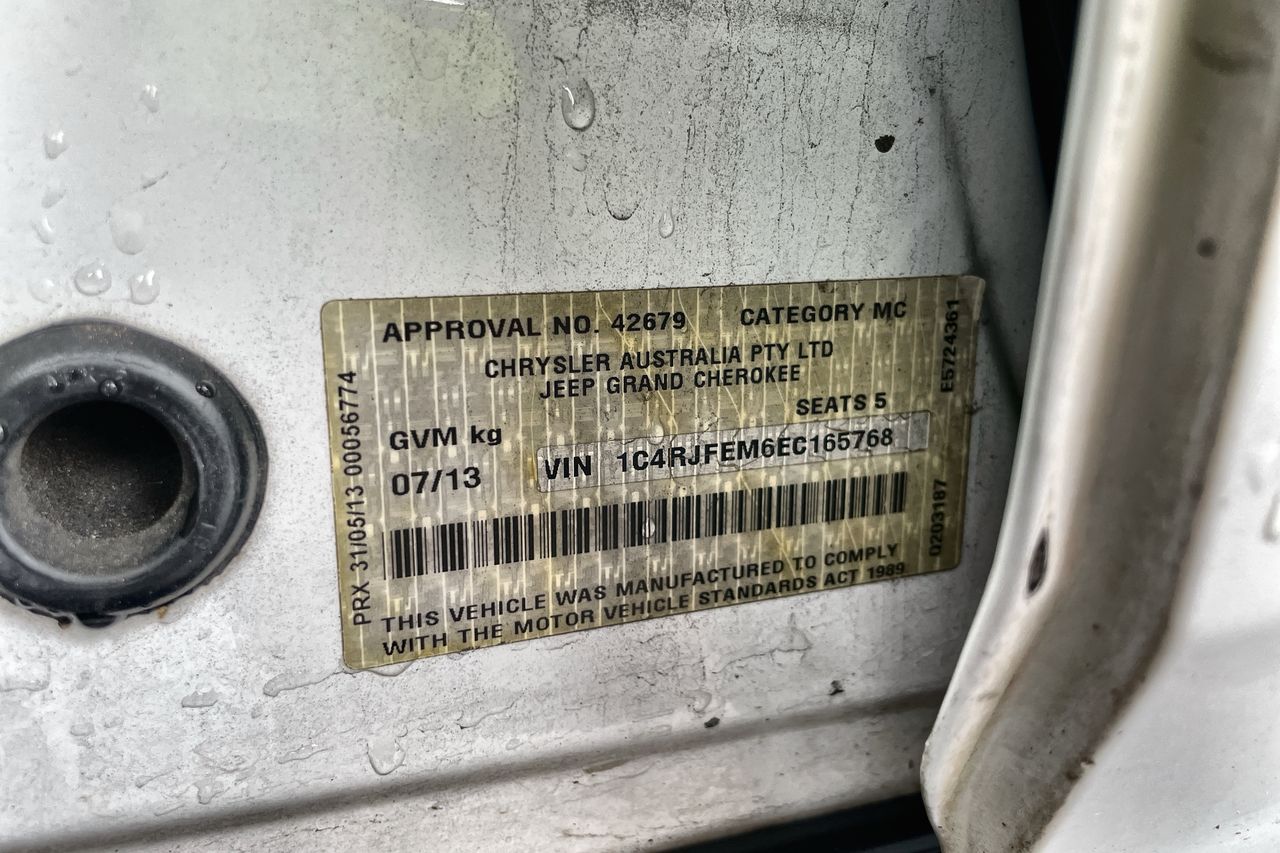 APPROVAL NO. 42679 CATEGORY MC
CHRYSLER AUSTRALIA PTY LTD
JEEP GRAND CHEROKEE
SEATS 5
GVM kg
VIN 1C4RJFEM6EC165768
07/13
THIS VEHICLE WAS MANUFACTURED TO COMPLY
WITH THE MOTOR VEHICLE STANDARDS ACT 1989
PRX 31/05/13 00056774
E5724361
0203187